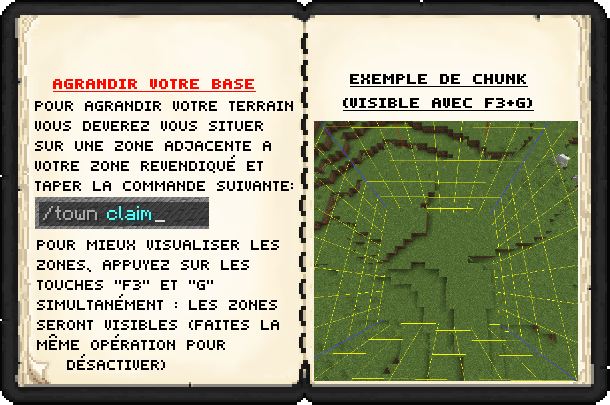 AGRANDIR VOTRE BASE
POUR AGRANDIR VOTRE TERRAIN
VOUS DEVEREZ VOUS SITUER
SUR UNE ZONE ADJACENTE A
VOTRE ZONE REVENDIQUÉ ET
TAPER LA COMMANDE SUIVANTE:
/town claim_
POUR MIEUX VISUALISER LES
ZONES, APPUYEZ SUR LES
TOUCHES "F3" ET "G"
SIMULTANÉMENT : LES ZONES
SERONT VISIBLES (FAITES LA
MÊME OPÉRATION POUR
DÉSACTIVER)
EXEMPLE DE CHUNK
(VISIBLE AVEC F3+G)